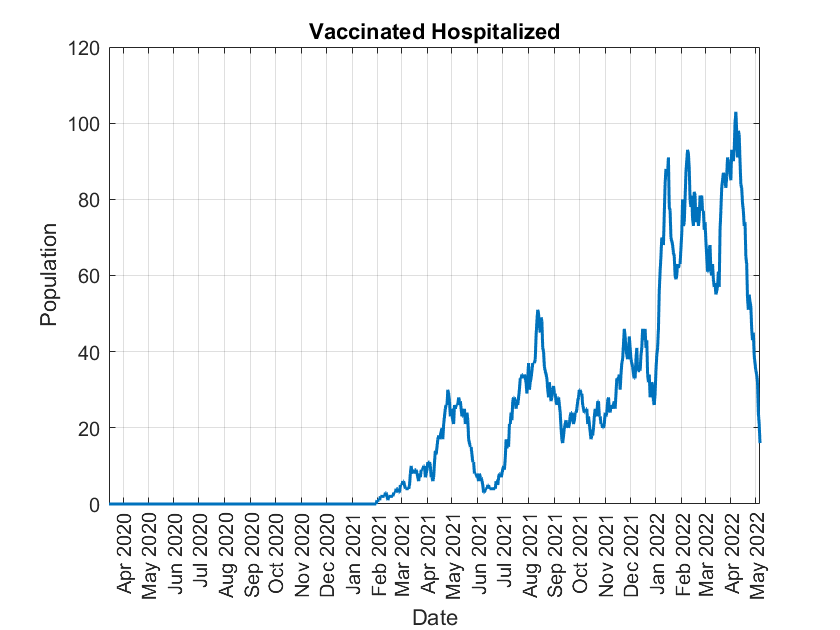 Vaccinated Hospitalized
120
100
80
60
40
20
0
Population
Apr 2020
May 2020
Jun 2020
Jul 2020
Aug 2020
Sep 2020
Oct 2020
Nov 2020
Dec 2020
Jan 2021
Feb 2021
Mar 2021
Apr 2021
May 2021
Jun 2021
Jul 2021
Aug 2021
Sep 2021
Oct 2021
Nov 2021
Dec 2021
Jan 2022
Feb 2022
Mar 2022
Apr 2022
May 2022
Date